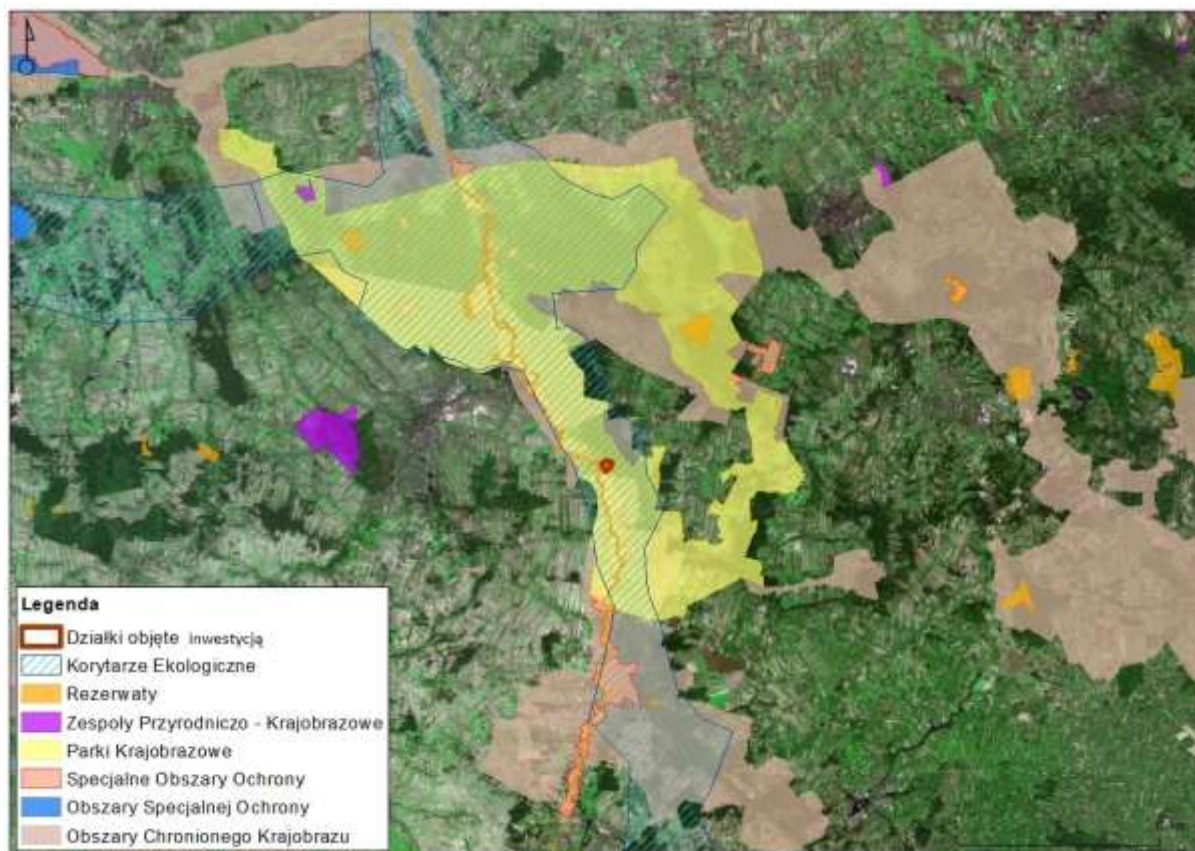 Legenda
Działki objęte inwestycją
Korytarze Ekologiczne
Rezerwaty
Zespoły Przyrodniczo - Krajobrazowe
Parki Krajobrazowe
Specjalne Obszary Ochrony
Obszary Specjalnej Ochrony
Obszary Chronionego Krajobrazu